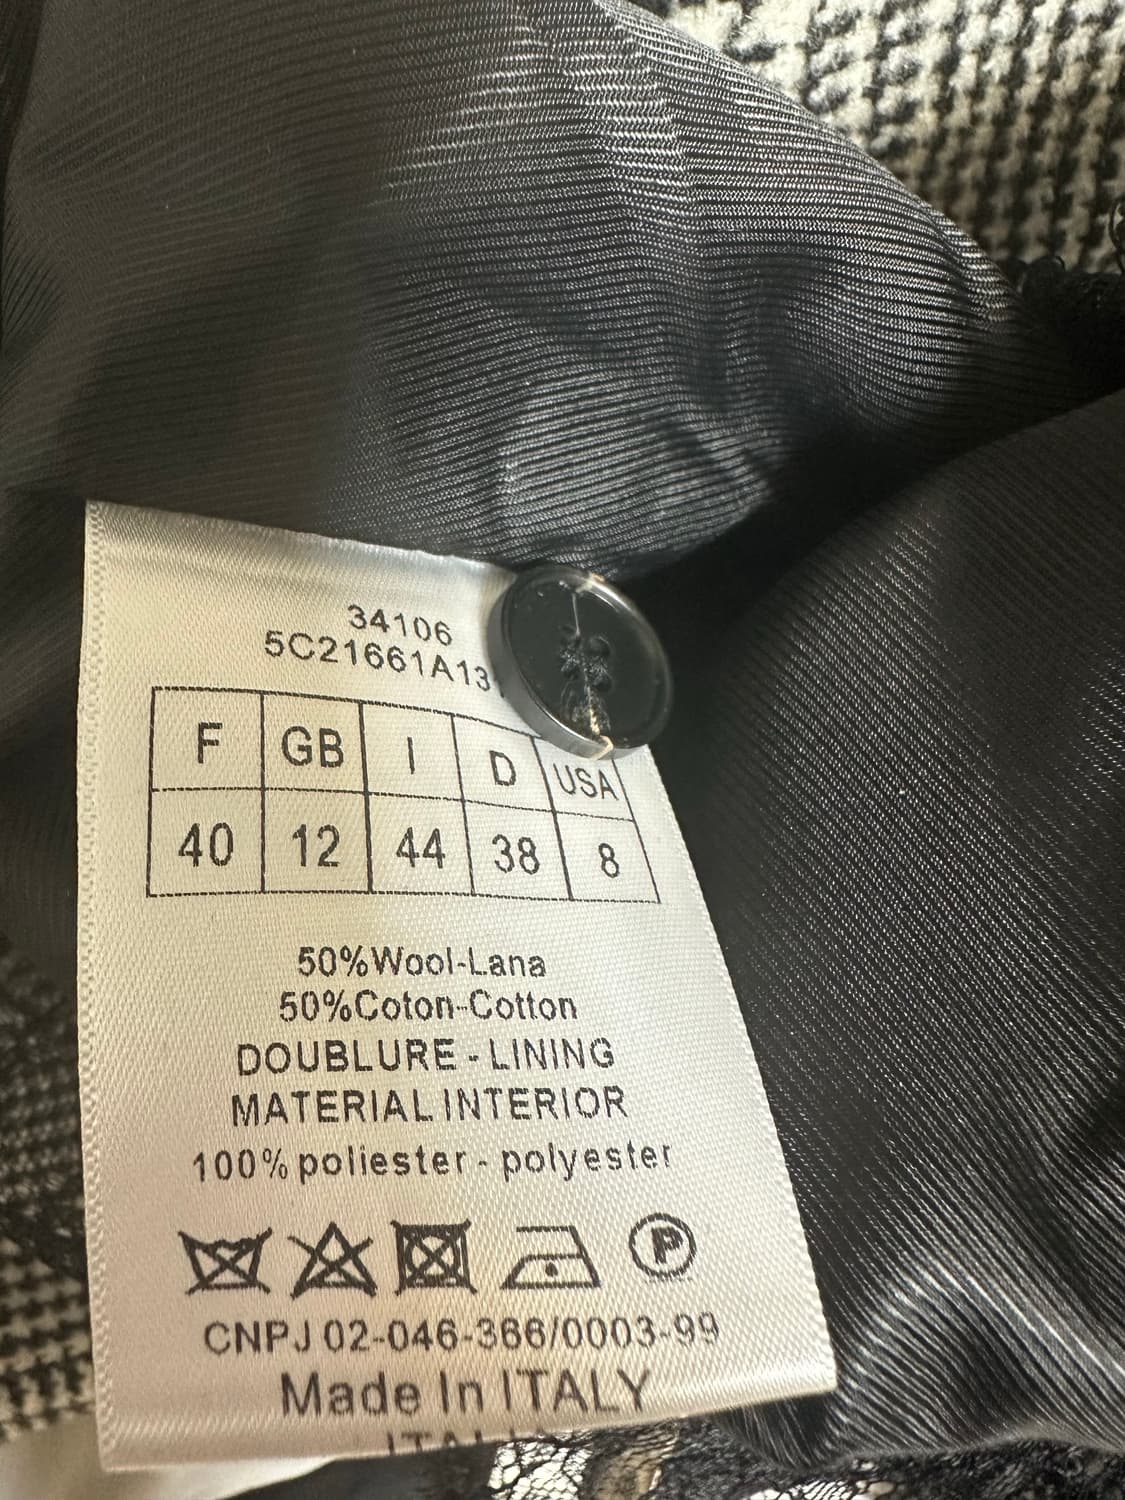 34106
5C21661A13
F GB I D USA
40 12 44 38 8
50%Wool-Lana
50%Coton-Cotton
DOUBLURE - LINING
MATERIAL INTERIOR
100% poliester - polyester
P
CNPJ 02-046-366/0003-99
Made In ITALY